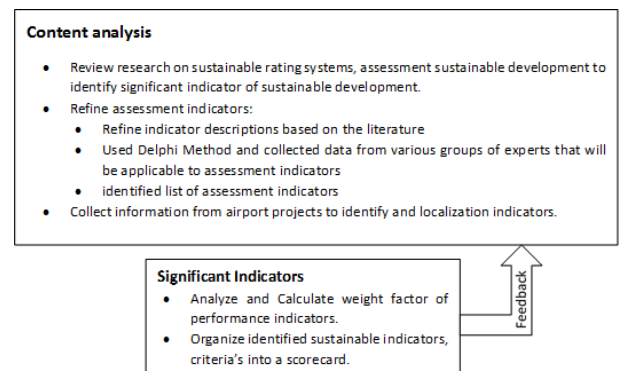 Content analysis
• Review research on sustainable rating systems, assessment sustainable development to
identify significant indicator of sustainable development.
• Refine assessment indicators:
• Refine indicator descriptions based on the literature
• Used Delphi Method and collected data from various groups of experts that will
be applicable to assessment indicators
• identified list of assessment indicators
• Collect information from airport projects to identify and localization indicators.
Significant Indicators
• Analyze and Calculate weight factor of
performance indicators.
• Organize identified sustainable indicators,
criteria's into a scorecard.
Feedback